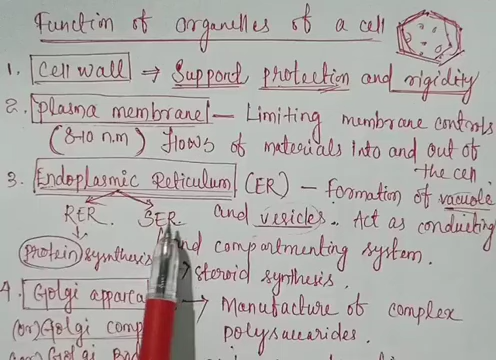 Function of organelles of a cell
1. Cell wall ⇒ Support, protection and rigidity
2. plasma membrane — Limiting membrane controls
(8-10 n.m) flows of materials into and out of
the cell
3. Endoplasmic Reticulum (ER) — Formation of vacuole
RER. SER and vesicles. Act as conducting
and compartmenting system.
protein synthesis steroid synthesis.
4. Golgi → Manufacture of complex
(or) Golgi polysaccarides.
(or) Golgi